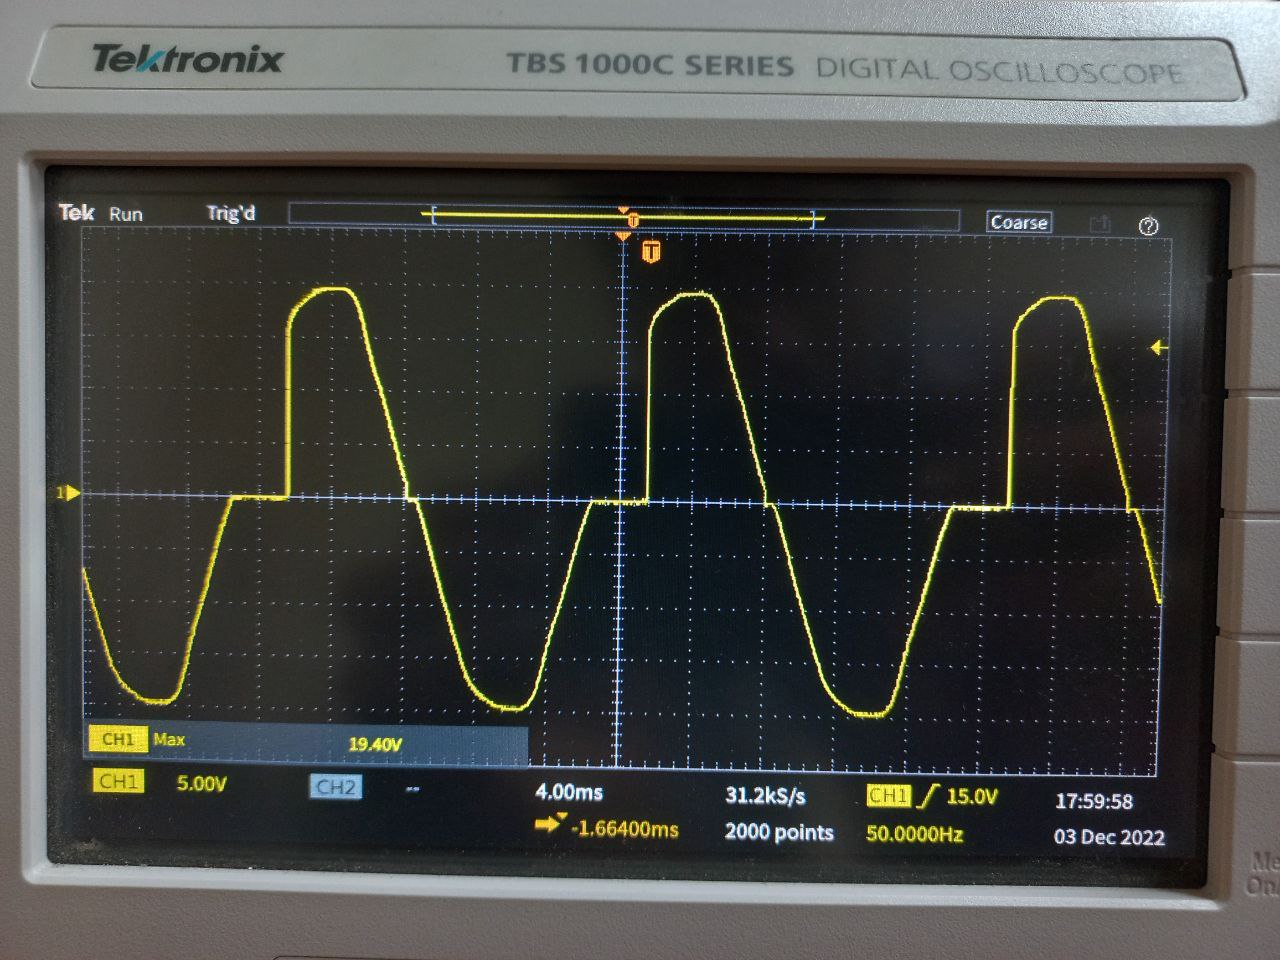 Tektronix TBS 1000C SERIES DIGITAL OSCILLOSCOPE
Tek Run Trig'd Coarse ?
T
T
1
CH1 Max 19.40V
CH1 5.00V CH2 -- 4.00ms 31.2kS/s CH1 15.0V 17:59:58
-1.66400ms 2000 points 50.0000Hz 03 Dec 2022